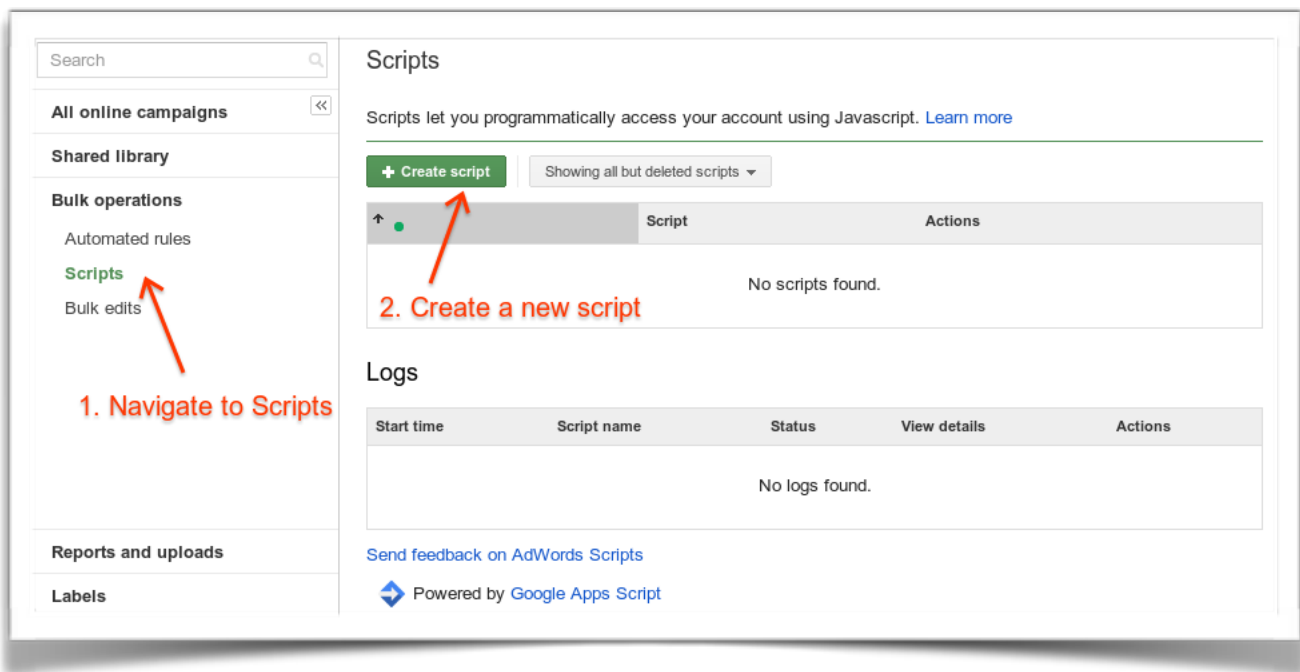 Search
All online campaigns
Shared library
Bulk operations
Automated rules
Scripts
Bulk edits
1. Navigate to Scripts
Reports and uploads
Labels
Scripts
Scripts let you programmatically access your account using Javascript. Learn more
+ Create script
Showing all but deleted scripts
Script Actions
No scripts found.
2. Create a new script
Logs
Start time Script name Status View details Actions
No logs found.
Send feedback on AdWords Scripts
Powered by Google Apps Script